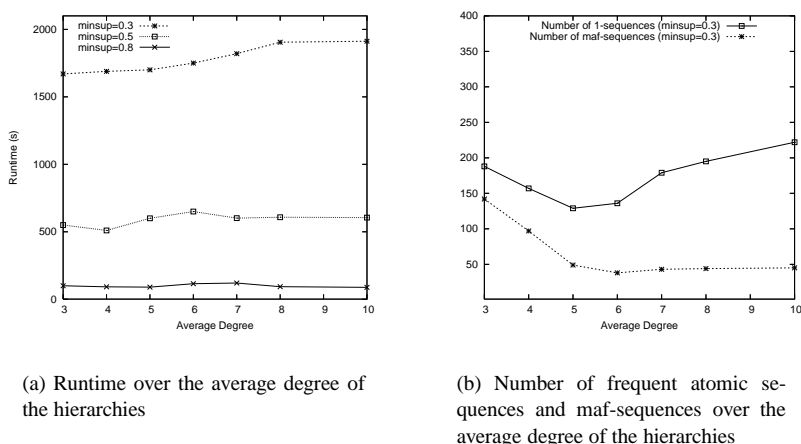 minsup=0.3
minsup=0.5
minsup=0.8
2000
1500
1000
500
0
Runtime (s)
3 4 5 6 7 8 9 10
Average Degree
Number of 1-sequences (minsup=0.3)
Number of maf-sequences (minsup=0.3)
400
350
300
250
200
150
100
50
3 4 5 6 7 8 9 10
Average Degree
(a) Runtime over the average degree of
the hierarchies
(b) Number of frequent atomic se-
quences and maf-sequences over the
average degree of the hierarchies